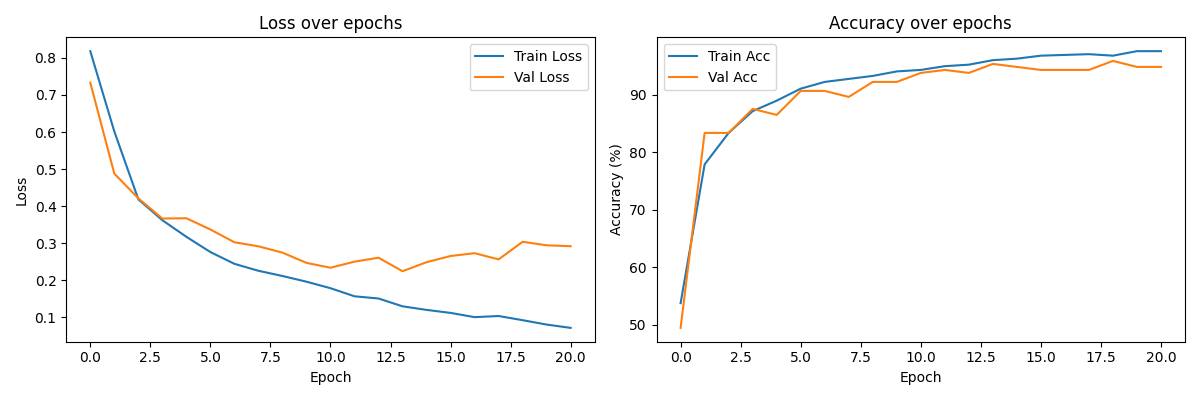 Loss over epochs
Train Loss
Val Loss
Loss
0.8
0.7
0.6
0.5
0.4
0.3
0.2
0.1
0.0 2.5 5.0 7.5 10.0 12.5 15.0 17.5 20.0
Epoch
Accuracy over epochs
Train Acc
Val Acc
Accuracy (%)
90
80
70
60
50
0.0 2.5 5.0 7.5 10.0 12.5 15.0 17.5 20.0
Epoch